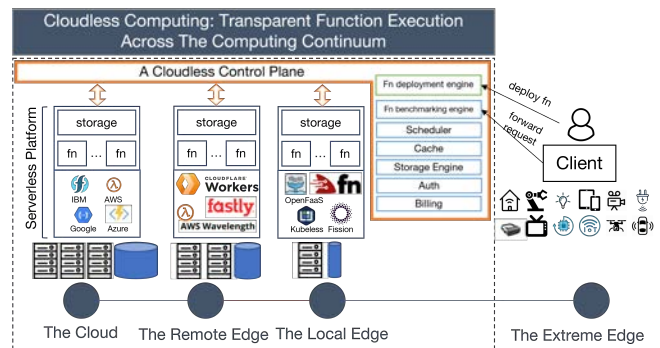 Cloudless Computing: Transparent Function Execution
Across The Computing Continuum
A Cloudless Control Plane
Fn deployment engine
Fn benchmarking engine
Scheduler
Cache
Storage Engine
Auth
Billing
deploy fn
forward
request
Client
Serverless Platform
storage
fn ... fn
IBM
AWS
Google
Azure
storage
fn ... fn
CLOUDFLARE
Workers
fastly
AWS Wavelength
storage
fn ... fn
fn
OpenFaaS
Kubeless
Fission
The Cloud
The Remote Edge
The Local Edge
The Extreme Edge